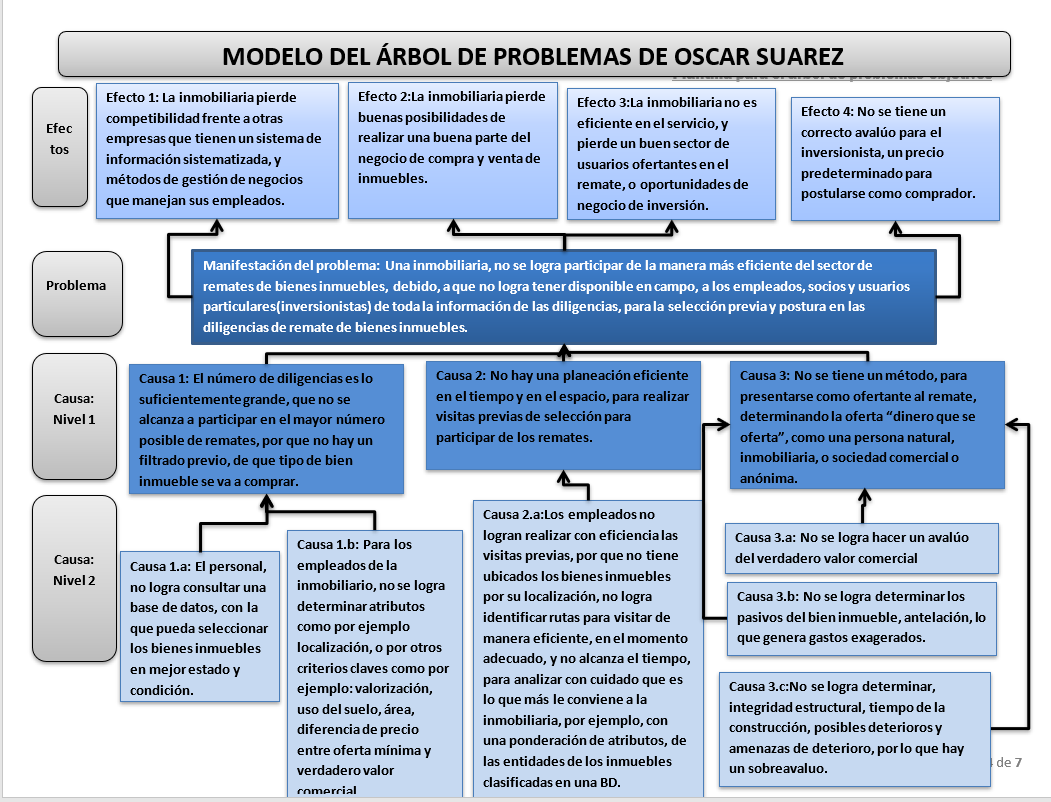 MODELO DEL ÁRBOL DE PROBLEMAS DE OSCAR SUAREZ
Efec
tos
Efecto 1: La inmobiliaria pierde
competibilidad frente a otras
empresas que tienen un sistema de
información sistematizada, y
métodos de gestión de negocios
que manejan sus empleados.
Efecto 2:La inmobiliaria pierde
buenas posibilidades de
realizar una buena parte del
negocio de compra y venta de
inmuebles.
Efecto 3:La inmobiliaria no es
eficiente en el servicio, y
pierde un buen sector de
usuarios ofertantes en el
remate, o oportunidades de
negocio de inversión.
Efecto 4: No se tiene un
correcto avalúo para el
inversionista, un precio
predeterminado para
postularse como comprador.
Problema
Manifestación del problema: Una inmobiliaria, no se logra participar de la manera más eficiente del sector de
remates de bienes inmuebles, debido, a que no logra tener disponible en campo, a los empleados, socios y usuarios
particulares(inversionistas) de toda la información de las diligencias, para la selección previa y postura en las
diligencias de remate de bienes inmuebles.
Causa:
Nivel 1
Causa 1: El número de diligencias es lo
suficientemente grande, que no se
alcanza a participar en el mayor número
posible de remates, por que no hay un
filtrado previo, de que tipo de bien
inmueble se va a comprar.
Causa 2: No hay una planeación eficiente
en el tiempo y en el espacio, para realizar
visitas previas de selección para
participar de los remates.
Causa 3: No se tiene un método, para
presentarse como ofertante al remate,
determinando la oferta “dinero que se
oferta”, como una persona natural,
inmobiliaria, o sociedad comercial o
anónima.
Causa:
Nivel 2
Causa 1.a: El personal,
no logra consultar una
base de datos, con la
que pueda seleccionar
los bienes inmuebles
en mejor estado y
condición.
Causa 1.b: Para los
empleados de la
inmobiliario, no se logra
determinar atributos
como por ejemplo
localización, o por otros
criterios claves como por
ejemplo: valorización,
uso del suelo, área,
diferencia de precio
entre oferta mínima y
verdadero valor
comercial
Causa 2.a:Los empleados no
logran realizar con eficiencia las
visitas previas, por que no tiene
ubicados los bienes inmuebles
por su localización, no logra
identificar rutas para visitar de
manera eficiente, en el momento
adecuado, y no alcanza el tiempo,
para analizar con cuidado que es
lo que más le conviene a la
inmobiliaria, por ejemplo, con
una ponderación de atributos, de
las entidades de los inmuebles
clasificadas en una BD.
Causa 3.a: No se logra hacer un avalúo
del verdadero valor comercial
Causa 3.b: No se logra determinar los
pasivos del bien inmueble, antelación, lo
que genera gastos exagerados.
Causa 3.c:No se logra determinar,
integridad estructural, tiempo de la
construcción, posibles deterioros y
amenazas de deterioro, por lo que hay
un sobreavaluo.
de 7